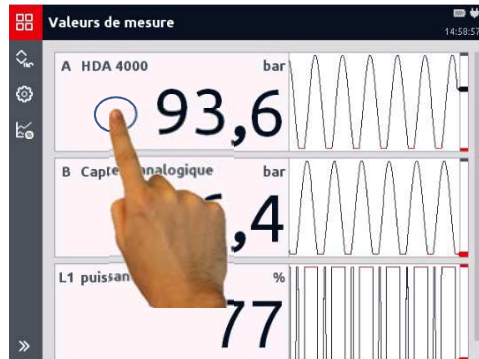 Valeurs de mesure
14:58:57
A HDA 4000 bar
93,6
B analogique bar
,4
L1 %
77